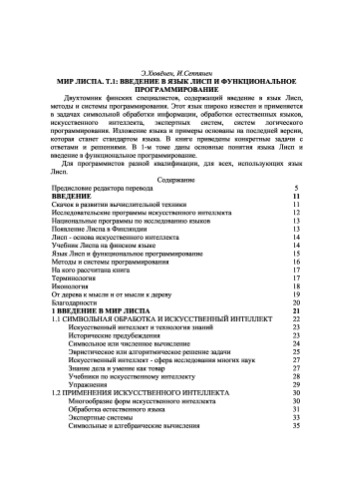 Э.Хювёнен, И.Сеппянен
МИР ЛИСПА. Т.1: ВВЕДЕНИЕ В ЯЗЫК ЛИСП И ФУНКЦИОНАЛЬНОЕ
ПРОГРАММИРОВАНИЕ
Двухтомник финских специалистов, содержащий введение в язык Лисп,
методы и системы программирования. Этот язык широко известен и применяется
в задачах символьной обработки информации, обработки естественных языков,
искусственного интеллекта, экспертных систем, систем логического
программирования. Изложение языка и примеры основаны на последней версии,
которая станет стандартом языка. В книге приведены конкретные задачи с
ответами и решениями. В 1-м томе даны основные понятия языка Лисп и
введение в функциональное программирование.
Для программистов разной квалификации, для всех, использующих язык
Лисп.
Содержание
Предисловие редактора перевода 5
ВВЕДЕНИЕ 11
Скачок в развитии вычислительной техники 11
Исследовательские программы искусственного интеллекта 12
Национальные программы по исследованию языков 13
Появление Лиспа в Финляндии 13
Лисп - основа искусственного интеллекта 14
Учебник Лиспа на финском языке 14
Язык Лисп и функциональное программирование 15
Методы и системы программирования 16
На кого рассчитана книга 17
Терминология 17
Иконология 18
От дерева к мысли и от мысли к дереву 19
Благодарности 20
1 ВВЕДЕНИЕ В МИР ЛИСПА 21
1.1 СИМВОЛЬНАЯ ОБРАБОТКА И ИСКУССТВЕННЫЙ ИНТЕЛЛЕКТ 22
Искусственный интеллект и технология знаний 23
Исторические предубеждения 23
Символьное или численное вычисление 24
Эвристические или алгоритмическое решение задачи 25
Искусственный интеллект - сфера исследования многих наук 27
Знание дела и умение как товар 27
Учебники по искусственному интеллекту 28
Упражнения 29
1.2 ПРИМЕНЕНИЯ ИСКУССТВЕННОГО ИНТЕЛЛЕКТА 30
Многообразие форм искусственного интеллекта 30
Обработка естественного языка 31
Экспертные системы 33
Символьные и алгебраические вычисления 35